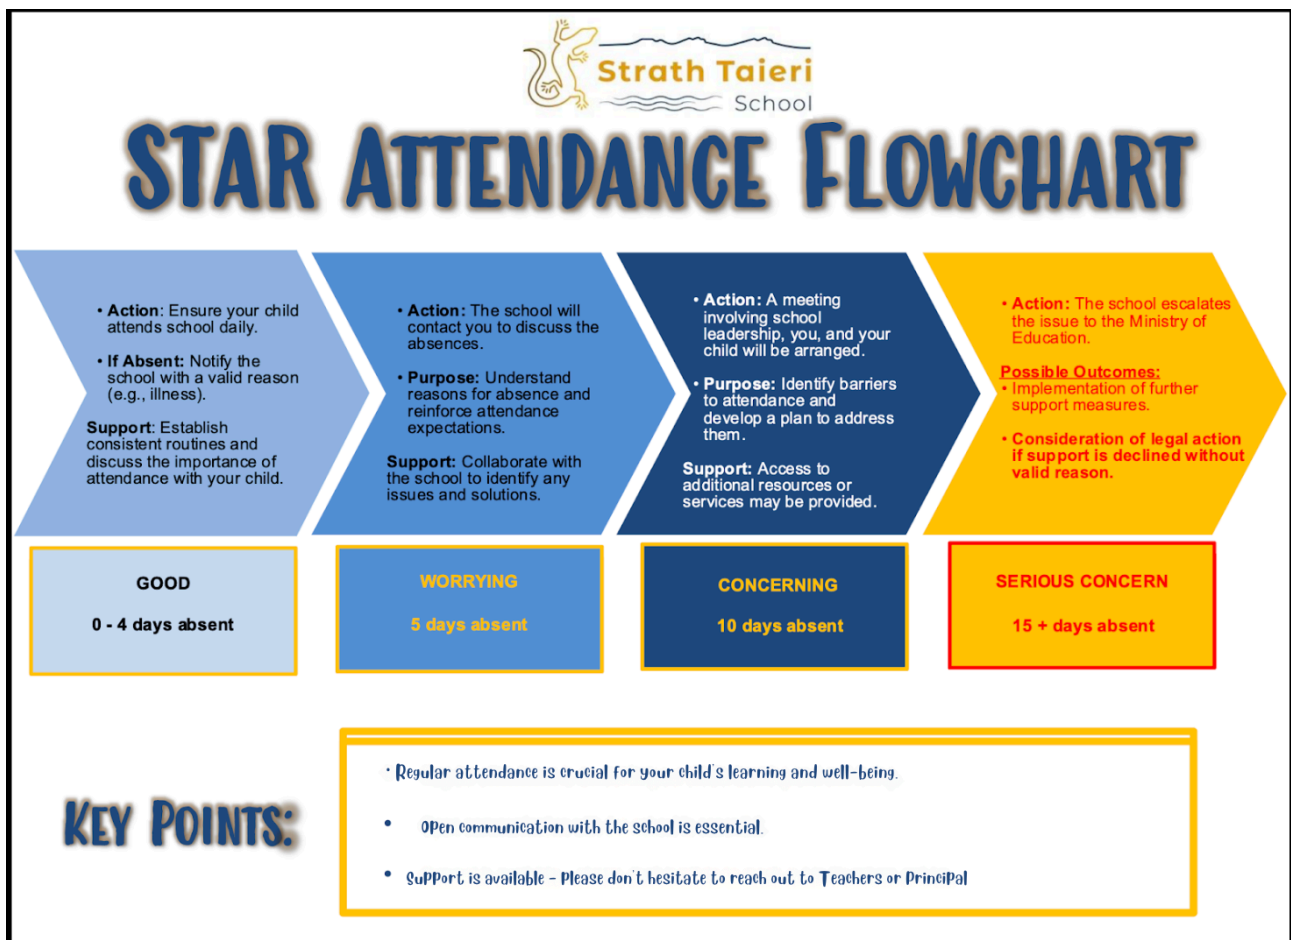 Strath Taieri
School
STAR ATTENDANCE FLOWCHART
• Action: Ensure your child
attends school daily.
• If Absent: Notify the
school with a valid reason
(e.g., illness).
Support: Establish
consistent routines and
discuss the importance of
attendance with your child.
• Action: The school will
contact you to discuss the
absences.
• Purpose: Understand
reasons for absence and
reinforce attendance
expectations.
Support: Collaborate with
the school to identify any
issues and solutions.
• Action: A meeting
involving school
leadership, you, and your
child will be arranged.
• Purpose: Identify barriers
to attendance and
develop a plan to address
them.
Support: Access to
additional resources or
services may be provided.
• Action: The school escalates
the issue to the Ministry of
Education.
Possible Outcomes:
• Implementation of further
support measures.
• Consideration of legal action
if support is declined without
valid reason.
GOOD
0 - 4 days absent
WORRYING
5 days absent
CONCERNING
10 days absent
SERIOUS CONCERN
15 + days absent
KEY POINTS:
· Regular attendance is crucial for your child's learning and well-being.
• Open communication with the school is essential.
• Support is available - Please don't hesitate to reach out to Teachers or Principal